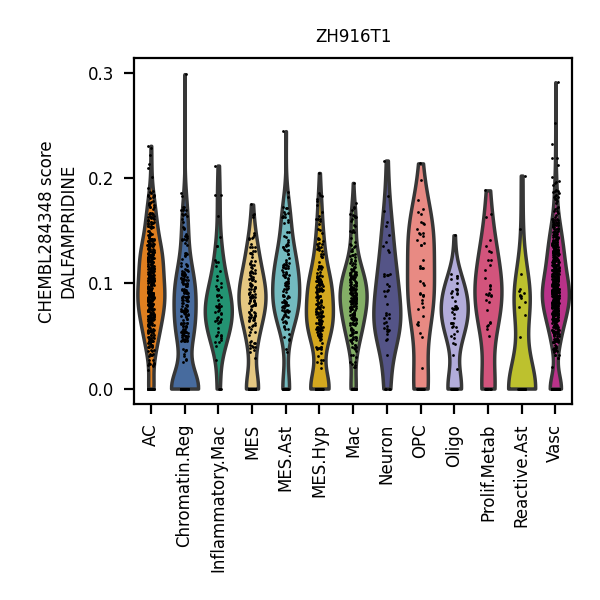 ZH916T1
CHEMBL284348 score
DALFAMPRIDINE
0.3
0.2
0.1
0.0
AC
Chromatin.Reg
Inflammatory.Mac
MES
MES.Ast
MES.Hyp
Mac
Neuron
OPC
Oligo
Prolif.Metab
Reactive.Ast
Vasc